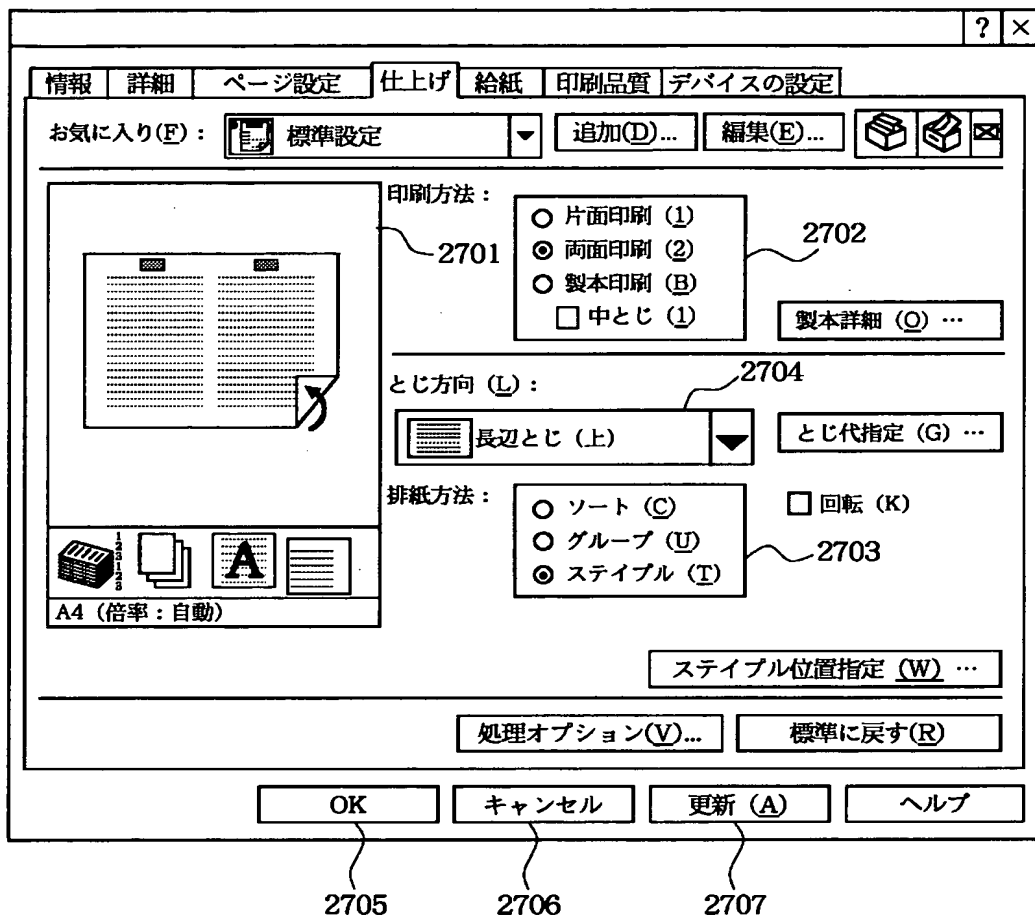 ? ×
情報 詳細 ページ設定 仕上げ 給紙 印刷品質 デバイスの設定
お気に入り(F)： 標準設定 追加(D)... 編集(E)...
印刷方法：
片面印刷 (1)
両面印刷 (2)
製本印刷 (B)
中とじ (1)
製本詳細 (O) …
2701
2702
とじ方向 (L)：
2704
長辺とじ (上)
とじ代指定 (G) …
排紙方法：
ソート (C)
グループ (U)
ステイプル (T)
回転 (K)
2703
1
2
3
1
2
3
A
A4 (倍率：自動)
ステイプル位置指定 (W) …
処理オプション(V)... 標準に戻す(R)
OK キャンセル 更新 (A) ヘルプ
2705 2706 2707